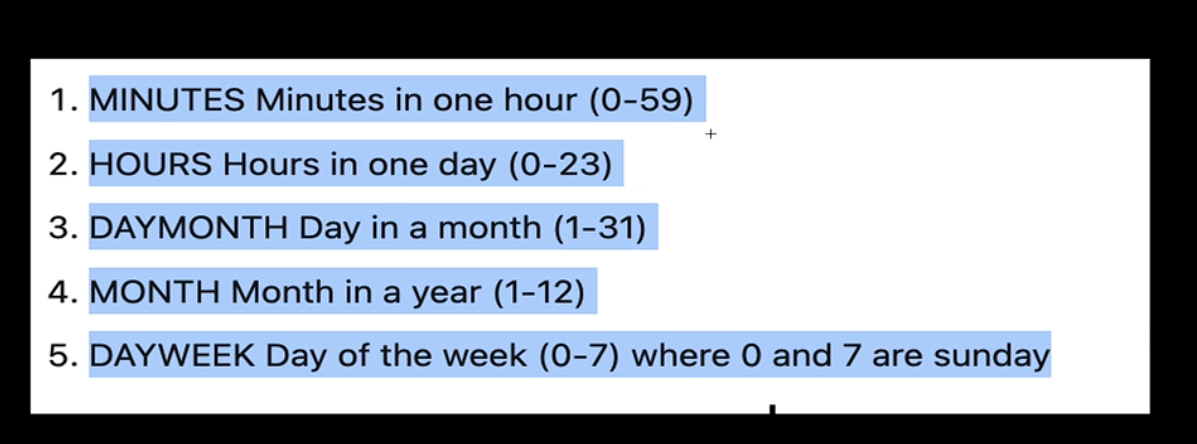 1. MINUTES Minutes in one hour (0-59)
2. HOURS Hours in one day (0-23)
3. DAYMONTH Day in a month (1-31)
4. MONTH Month in a year (1-12)
5. DAYWEEK Day of the week (0-7) where 0 and 7 are sunday